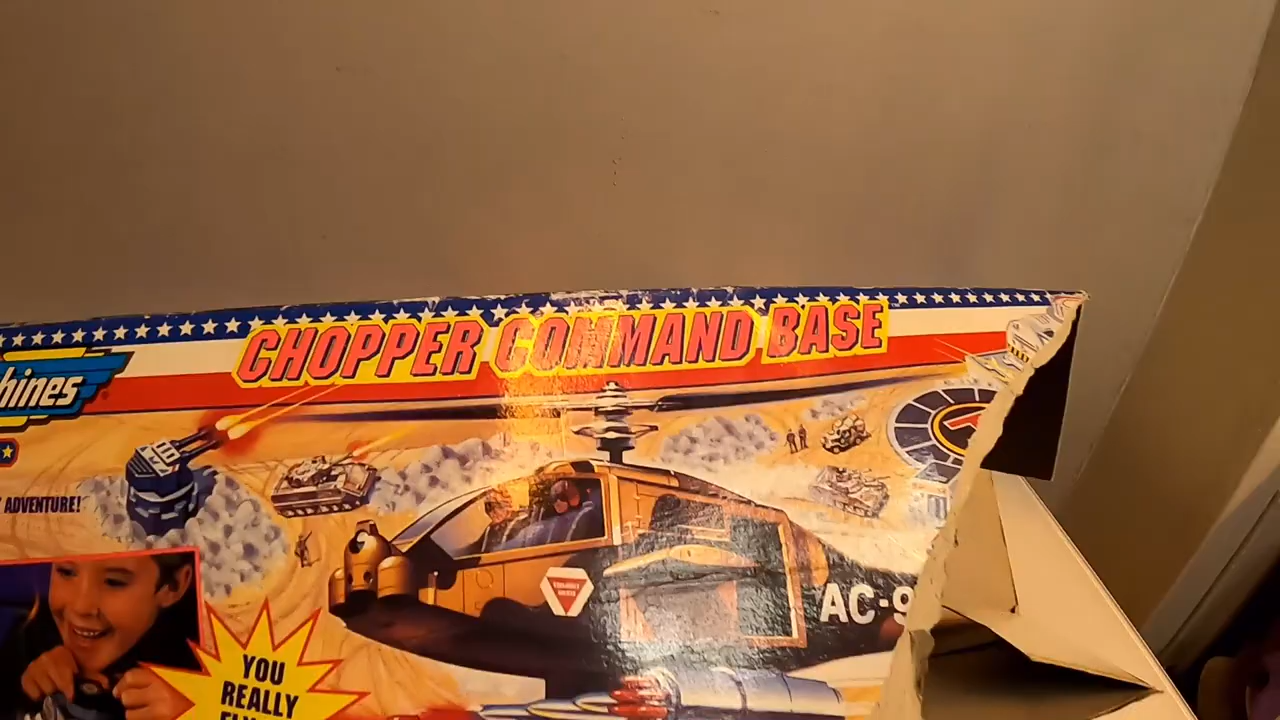 CHOPPER COMMAND BASE
hines
ADVENTURE!
AC-9
YOU
REALLY